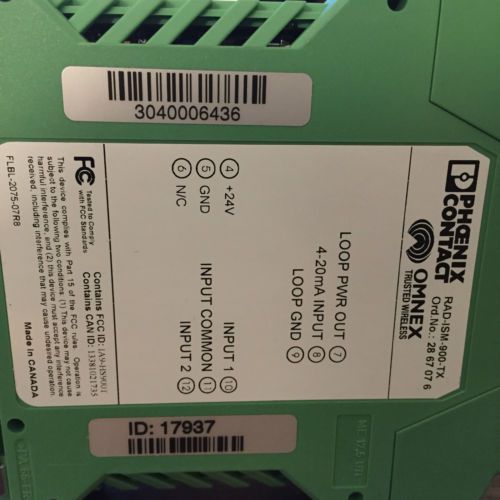 3040006436
PHŒNIX
CONTACT
OMNEX
TRUSTED WIRELESS
RAD-ISM-900-TX
Ord.No.: 28 67 07 6
LOOP PWR OUT 7
4-20mA INPUT 8
LOOP GND 9
4 +24V
5 GND
6 N/C
INPUT 1 10
INPUT COMMON 11
INPUT 2 12
FC Tested to Comply
with FCC Standards
Contains FCC ID: IA9-HS900T
Contains CAN ID: 13381021735
This device complies with Part 15 of the FCC rules. Operation is
subject to the following two conditions: (1) This device may not cause
harmful interference, and (2) this device must accept any interference
received, including interference that may cause undesired operation.
FLBL-2075-07R8
Made in CANADA
ID: 17937